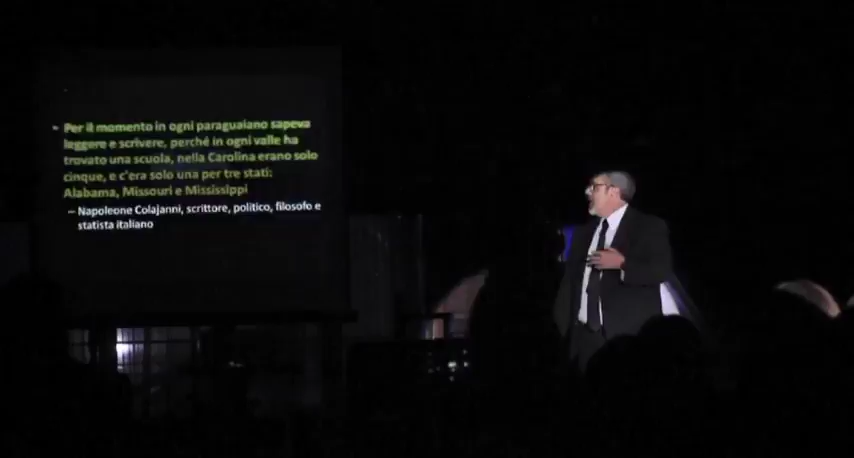 – Per il momento in ogni paraguaiano sapeva
leggere e scrivere, perché in ogni valle ha
trovato una scuola, nella Carolina erano solo
cinque, e c'era solo una per tre stati:
Alabama, Missouri e Mississippi
– Napoleone Colajanni, scrittore, politico, filosofo e
statista italiano